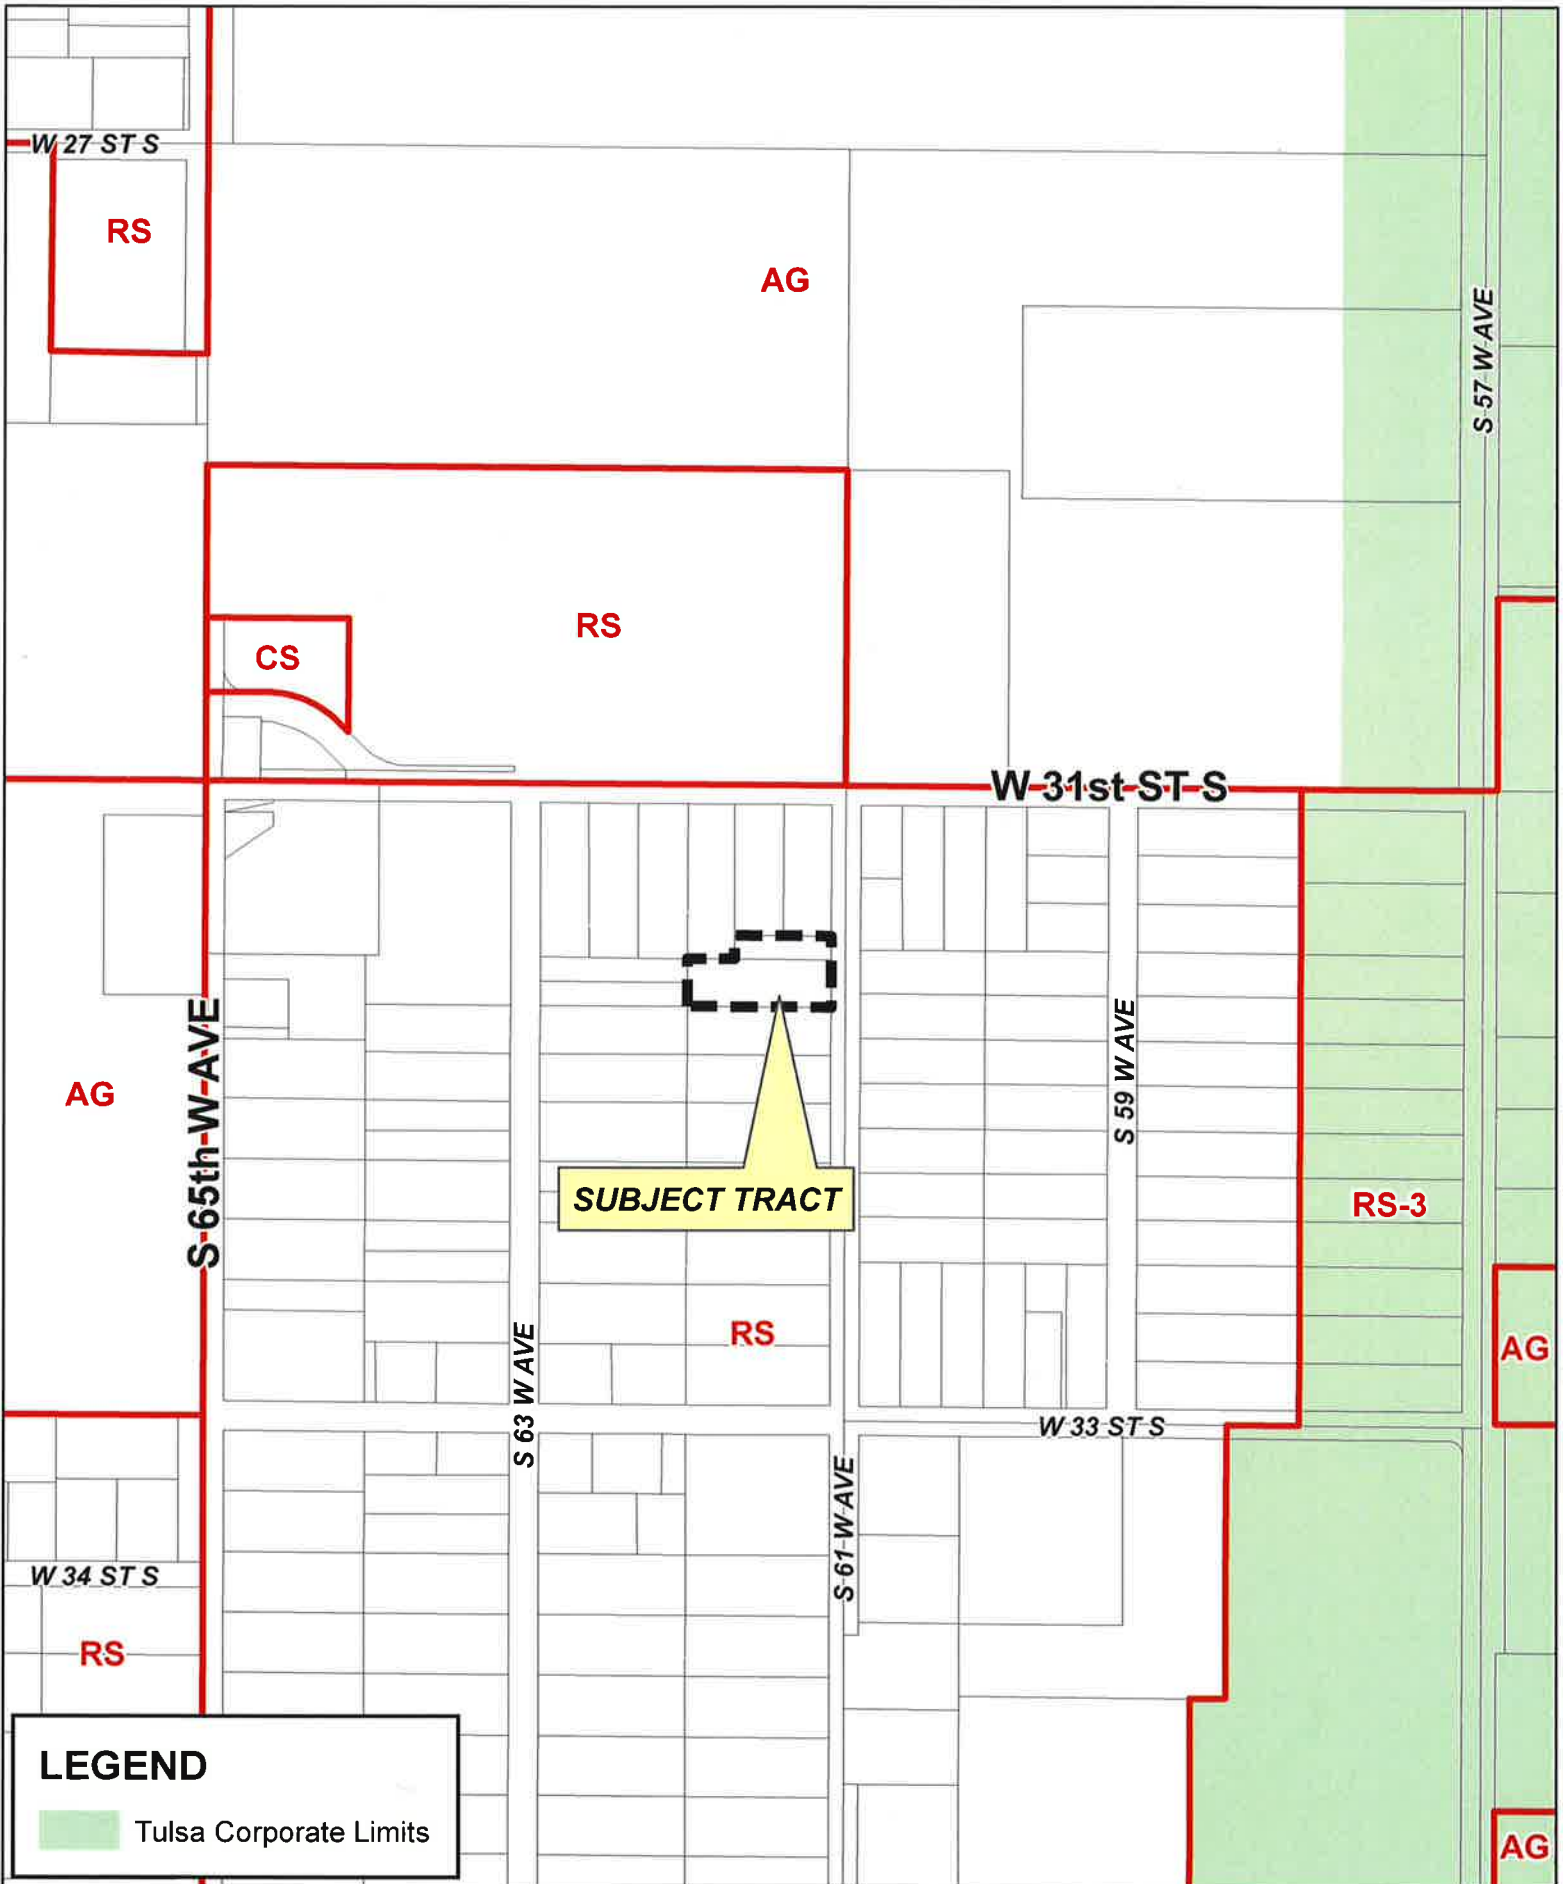 W 27 ST S
RS
AG
S 57 W AVE
RS
CS
W 31st ST S
S 65th W AVE
AG
S 59 W AVE
SUBJECT TRACT
RS-3
RS
AG
S 63 W AVE
W 33 ST S
S 61 W AVE
W 34 ST S
RS
LEGEND
Tulsa Corporate Limits
AG